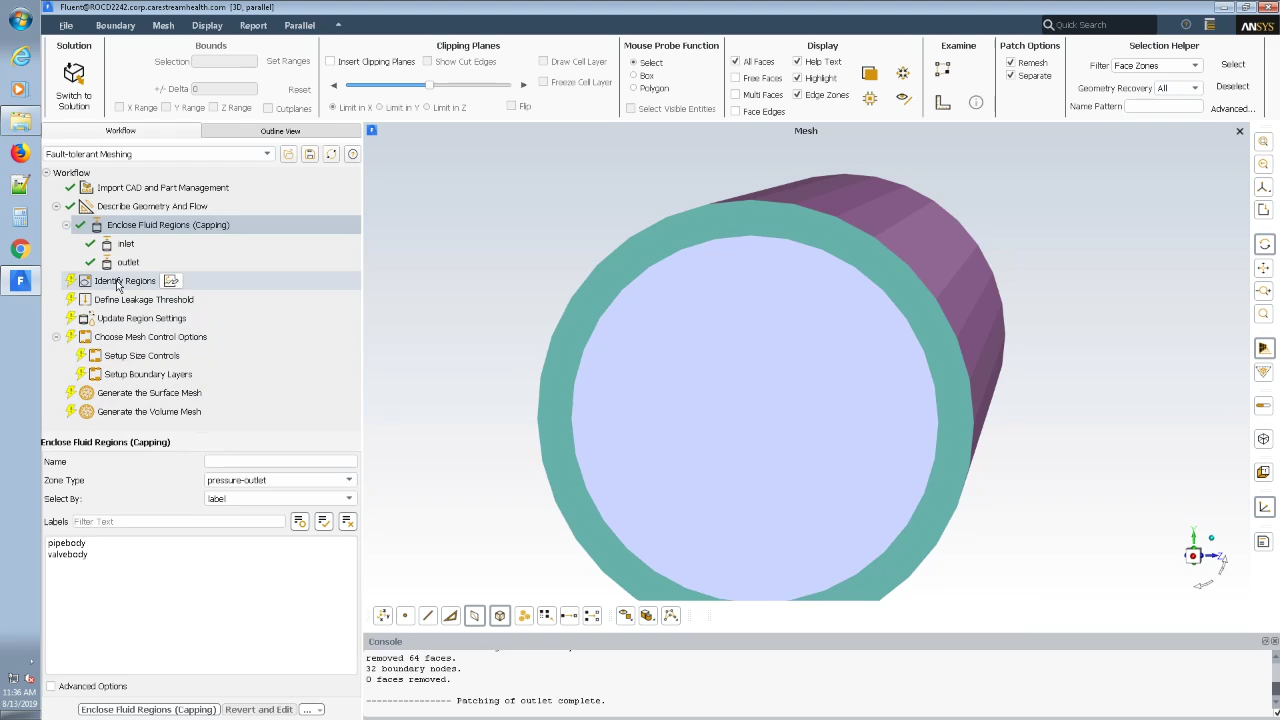 Fluent@ROCD2242.corp.carestreamhealth.com [3D, parallel]
File Boundary Mesh Display Report Parallel Quick Search ANSYS
Solution Bounds Clipping Planes Mouse Probe Function Display Examine Patch Options Selection Helper
Switch to Solution
Selection Set Ranges
+/- Delta 0 Reset
X Range Y Range Z Range Cutplanes
Insert Clipping Planes Show Cut Edges Draw Cell Layer
Freeze Cell Layer
Limit in X Limit in Y Limit in Z Flip
Select
Box
Polygon
Select Visible Entities
All Faces Help Text
Free Faces Highlight
Multi Faces Edge Zones
Face Edges
Remesh
Separate
Filter Face Zones Select
Geometry Recovery All Deselect
Name Pattern Advanced...
Workflow Outline View
Mesh
Fault-tolerant Meshing
Workflow
Import CAD and Part Management
Describe Geometry And Flow
Enclose Fluid Regions (Capping)
inlet
outlet
Identify Regions
Define Leakage Threshold
Update Region Settings
Choose Mesh Control Options
Setup Size Controls
Setup Boundary Layers
Generate the Surface Mesh
Generate the Volume Mesh
Enclose Fluid Regions (Capping)
Name
Zone Type pressure-outlet
Select By: label
Labels Filter Text
pipebody
valvebody
Advanced Options
Enclose Fluid Regions (Capping) Revert and Edit ...
Y
Z
Console
removed 64 faces.
32 boundary nodes.
0 faces removed.
---------------- Patching of outlet complete.
11:36 AM
8/13/2019